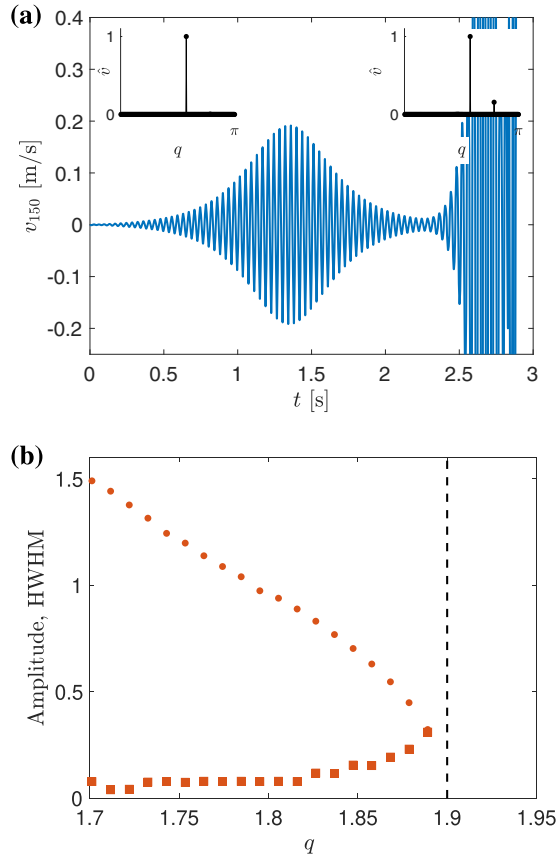 (a)
0.4
0.3
0.2
0.1
0
-0.1
-0.2
v₁₅₀ [m/s]
1
v̂
0
q
π
1
v̂
0
q
π
0 0.5 1 1.5 2 2.5 3
t [s]
(b)
1.5
1
0.5
0
Amplitude, HWHM
1.7 1.75 1.8 1.85 1.9 1.95
q